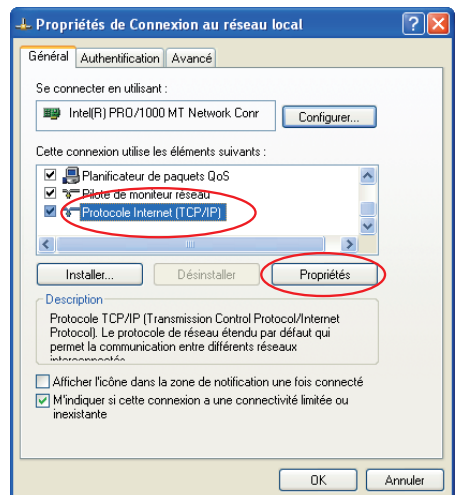 Propriétés de Connexion au réseau local
Général Authentification Avancé
Se connecter en utilisant :
Intel(R) PRO/1000 MT Network Conr
Configurer...
Cette connexion utilise les éléments suivants :
Planificateur de paquets QoS
Pilote de moniteur réseau
Protocole Internet (TCP/IP)
Installer... Désinstaller Propriétés
Description
Protocole TCP/IP (Transmission Control Protocol/Internet
Protocol). Le protocole de réseau étendu par défaut qui
permet la communication entre différents réseaux
interconnectés
Afficher l'icône dans la zone de notification une fois connecté
M'indiquer si cette connexion a une connectivité limitée ou
inexistante
OK Annuler